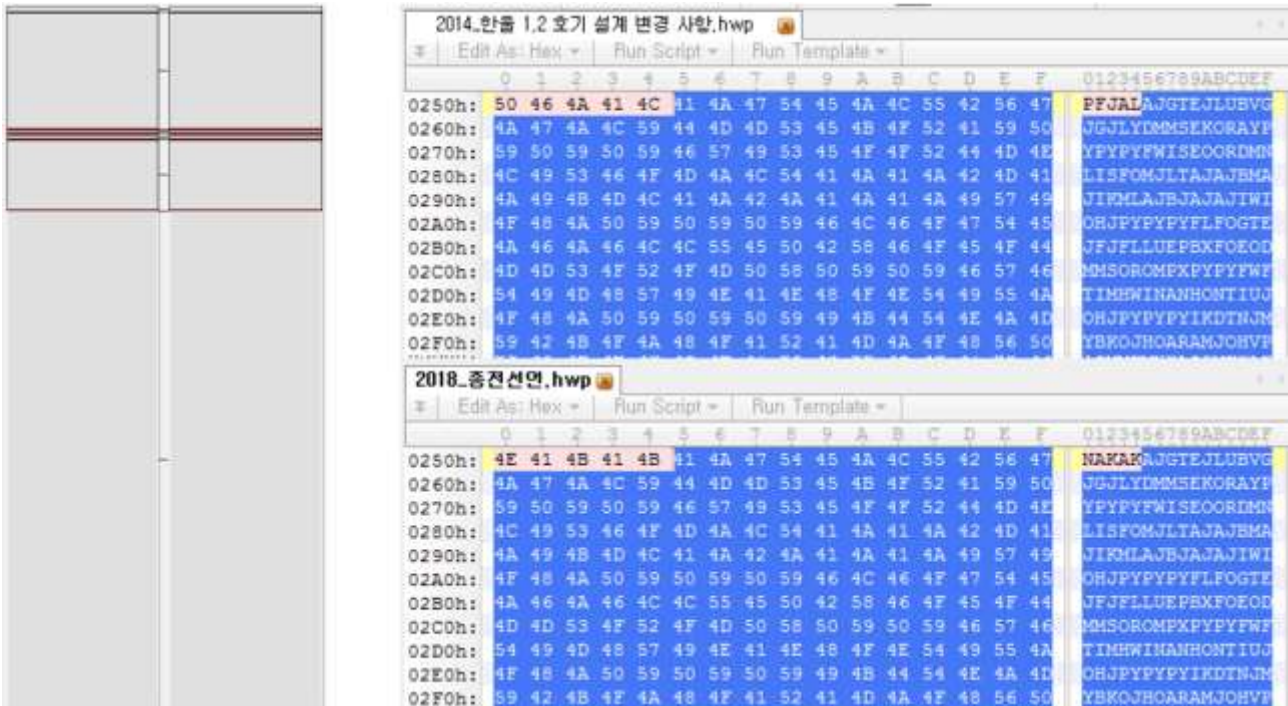 2014_한울 1,2 호기 설계 변경 사항.hwp
Edit As: Hex Run Script Run Template
0 1 2 3 4 5 6 7 8 9 A B C D E F 0123456789ABCDEF
0250h: 50 46 4A 41 4C 41 4A 47 54 45 4A 4C 55 42 56 47 PFJALAJGTEJLUBVG
0260h: 4A 47 4A 4C 59 44 4D 4D 53 45 4B 4F 52 41 59 50 JGJLYDMMSEKORAYP
0270h: 59 50 59 50 59 46 57 49 53 45 4F 4F 52 44 4D 4E YPYPYFWISEOORDMN
0280h: 4C 49 53 46 4F 4D 4A 4C 54 41 4A 41 4A 42 4D 41 LISFOMJLTAJAJBMA
0290h: 4A 49 4B 4D 4C 41 4A 42 4A 41 4A 41 4A 49 57 49 JIKMLAJBJAJAJIWI
02A0h: 4F 48 4A 50 59 50 59 50 59 46 4C 46 4F 47 54 45 OHJPYPYPYFLFOGTE
02B0h: 4A 46 4A 46 4C 4C 55 45 50 42 58 46 4F 45 4F 44 JFJFLLUEPBXFOEOD
02C0h: 4D 4D 53 4F 52 4F 4D 50 58 50 59 50 59 46 57 46 MMSOROMPXPYPYFWF
02D0h: 54 49 4D 48 57 49 4E 41 4E 48 4F 4E 54 49 55 4A TIMHWINANHONTIUJ
02E0h: 4F 48 4A 50 59 50 59 50 59 49 4B 44 54 4E 4A 4D OHJPYPYPYIKDTNJM
02F0h: 59 42 4B 4F 4A 48 4F 41 52 41 4D 4A 4F 48 56 50 YBKOJHOARAMJOHVP
2018_종전선언.hwp
Edit As: Hex Run Script Run Template
0 1 2 3 4 5 6 7 8 9 A B C D E F 0123456789ABCDEF
0250h: 4E 41 4B 41 4B 41 4A 47 54 45 4A 4C 55 42 56 47 NAKAKAJGTEJLUBVG
0260h: 4A 47 4A 4C 59 44 4D 4D 53 45 4B 4F 52 41 59 50 JGJLYDMMSEKORAYP
0270h: 59 50 59 50 59 46 57 49 53 45 4F 4F 52 44 4D 4E YPYPYFWISEOORDMN
0280h: 4C 49 53 46 4F 4D 4A 4C 54 41 4A 41 4A 42 4D 41 LISFOMJLTAJAJBMA
0290h: 4A 49 4B 4D 4C 41 4A 42 4A 41 4A 41 4A 49 57 49 JIKMLAJBJAJAJIWI
02A0h: 4F 48 4A 50 59 50 59 50 59 46 4C 46 4F 47 54 45 OHJPYPYPYFLFOGTE
02B0h: 4A 46 4A 46 4C 4C 55 45 50 42 58 46 4F 45 4F 44 JFJFLLUEPBXFOEOD
02C0h: 4D 4D 53 4F 52 4F 4D 50 58 50 59 50 59 46 57 46 MMSOROMPXPYPYFWF
02D0h: 54 49 4D 48 57 49 4E 41 4E 48 4F 4E 54 49 55 4A TIMHWINANHONTIUJ
02E0h: 4F 48 4A 50 59 50 59 50 59 49 4B 44 54 4E 4A 4D OHJPYPYPYIKDTNJM
02F0h: 59 42 4B 4F 4A 48 4F 41 52 41 4D 4A 4F 48 56 50 YBKOJHOARAMJOHVP